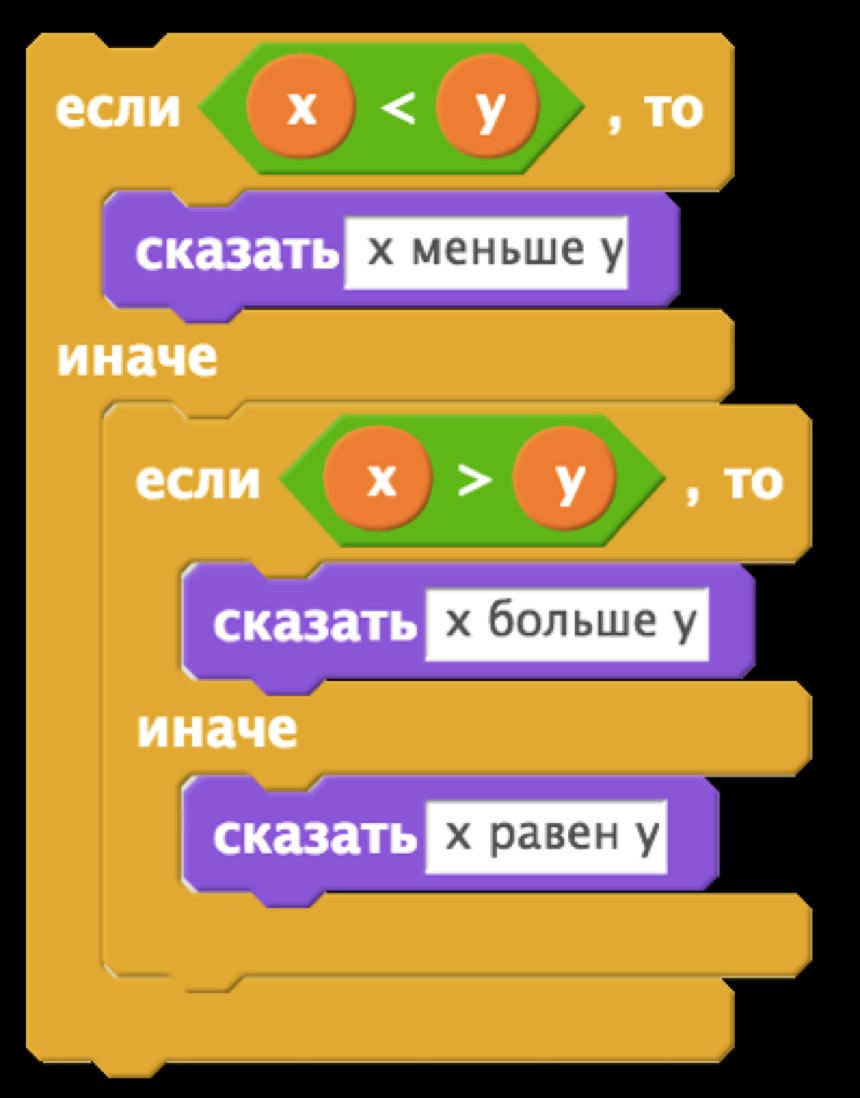 если x < y , то
сказать x меньше y
иначе
если x > y , то
сказать x больше y
иначе
сказать x равен y